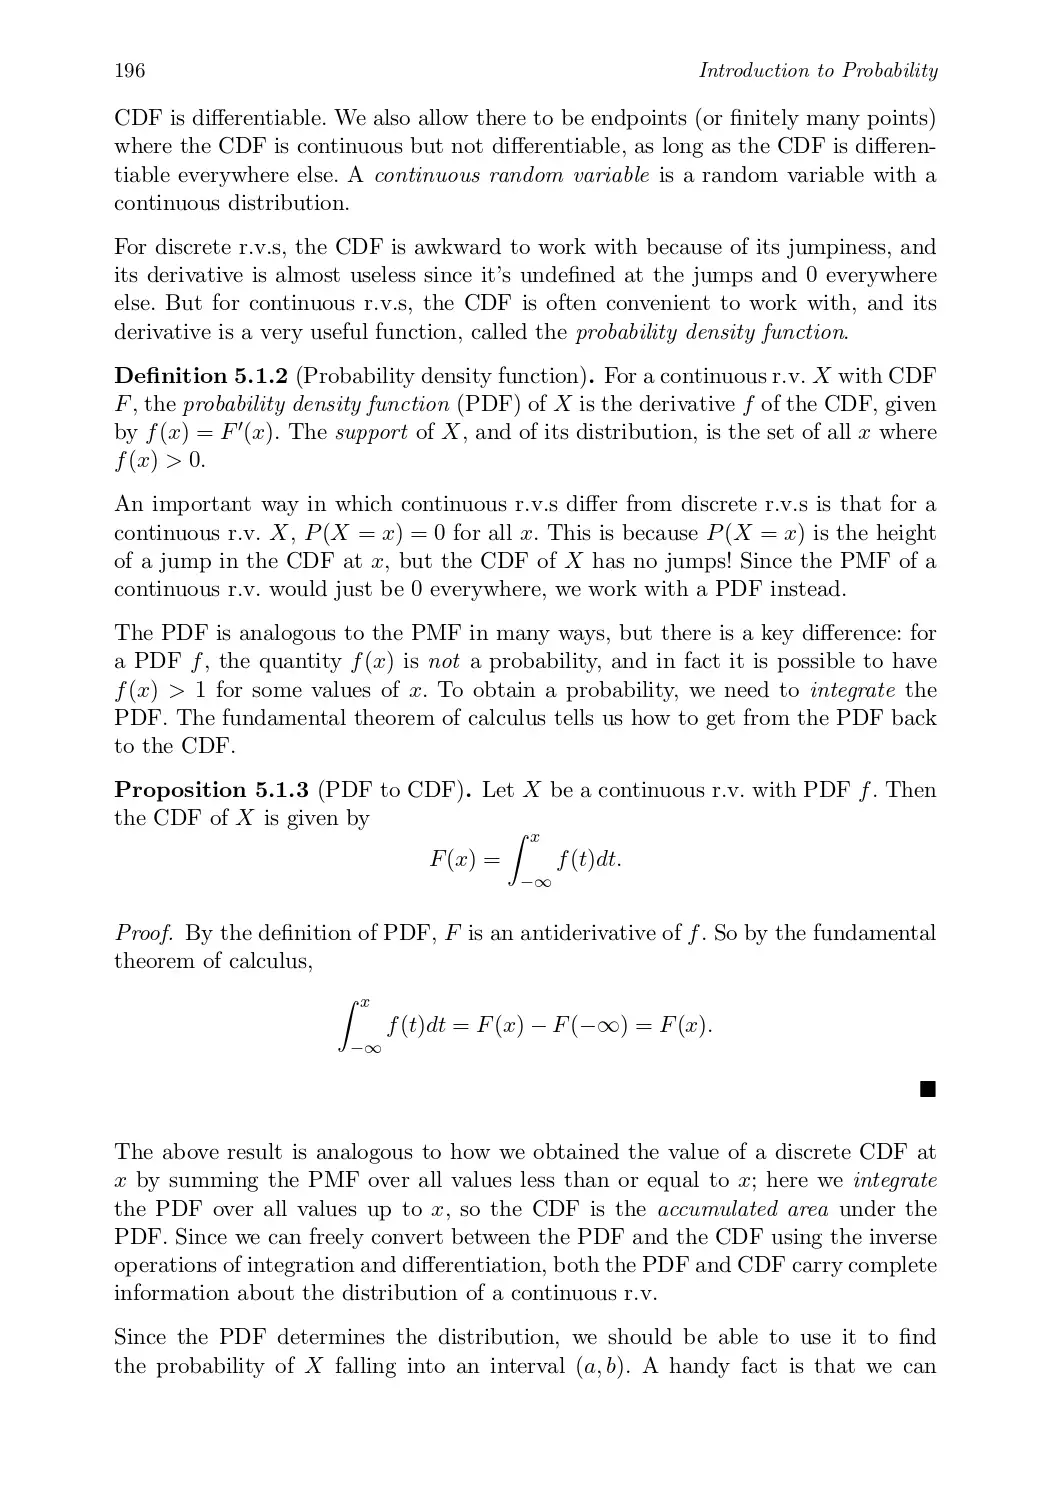 196 Introduction to Probability
CDF is differentiable. We also allow there to be endpoints (or finitely many points)
where the CDF is continuous but not differentiable, as long as the CDF is differen-
tiable everywhere else. A continuous random variable is a random variable with a
continuous distribution.
For discrete r.v.s, the CDF is awkward to work with because of its jumpiness, and
its derivative is almost useless since it's undefined at the jumps and 0 everywhere
else. But for continuous r.v.s, the CDF is often convenient to work with, and its
derivative is a very useful function, called the probability density function.
Definition 5.1.2 (Probability density function). For a continuous r.v. X with CDF
F, the probability density function (PDF) of X is the derivative f of the CDF, given
by f(x) = F′(x). The support of X, and of its distribution, is the set of all x where
f(x) > 0.
An important way in which continuous r.v.s differ from discrete r.v.s is that for a
continuous r.v. X, P(X = x) = 0 for all x. This is because P(X = x) is the height
of a jump in the CDF at x, but the CDF of X has no jumps! Since the PMF of a
continuous r.v. would just be 0 everywhere, we work with a PDF instead.
The PDF is analogous to the PMF in many ways, but there is a key difference: for
a PDF f, the quantity f(x) is not a probability, and in fact it is possible to have
f(x) > 1 for some values of x. To obtain a probability, we need to integrate the
PDF. The fundamental theorem of calculus tells us how to get from the PDF back
to the CDF.
Proposition 5.1.3 (PDF to CDF). Let X be a continuous r.v. with PDF f. Then
the CDF of X is given by
F(x) = ∫_{−∞}^{x} f(t)dt.
Proof. By the definition of PDF, F is an antiderivative of f. So by the fundamental
theorem of calculus,
∫_{−∞}^{x} f(t)dt = F(x) − F(−∞) = F(x).
■
The above result is analogous to how we obtained the value of a discrete CDF at
x by summing the PMF over all values less than or equal to x; here we integrate
the PDF over all values up to x, so the CDF is the accumulated area under the
PDF. Since we can freely convert between the PDF and the CDF using the inverse
operations of integration and differentiation, both the PDF and CDF carry complete
information about the distribution of a continuous r.v.
Since the PDF determines the distribution, we should be able to use it to find
the probability of X falling into an interval (a, b). A handy fact is that we can